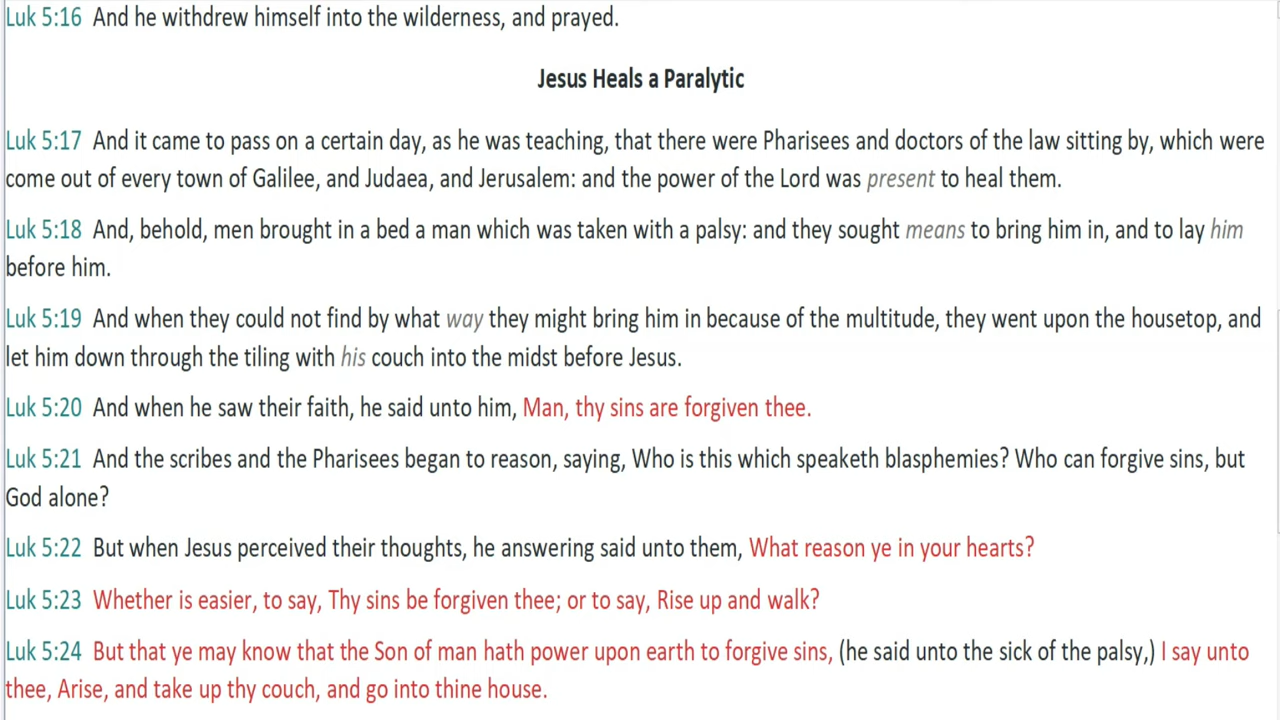 Luk 5:16 And he withdrew himself into the wilderness, and prayed.
Jesus Heals a Paralytic
Luk 5:17 And it came to pass on a certain day, as he was teaching, that there were Pharisees and doctors of the law sitting by, which were
come out of every town of Galilee, and Judaea, and Jerusalem: and the power of the Lord was present to heal them.
Luk 5:18 And, behold, men brought in a bed a man which was taken with a palsy: and they sought means to bring him in, and to lay him
before him.
Luk 5:19 And when they could not find by what way they might bring him in because of the multitude, they went upon the housetop, and
let him down through the tiling with his couch into the midst before Jesus.
Luk 5:20 And when he saw their faith, he said unto him, Man, thy sins are forgiven thee.
Luk 5:21 And the scribes and the Pharisees began to reason, saying, Who is this which speaketh blasphemies? Who can forgive sins, but
God alone?
Luk 5:22 But when Jesus perceived their thoughts, he answering said unto them, What reason ye in your hearts?
Luk 5:23 Whether is easier, to say, Thy sins be forgiven thee; or to say, Rise up and walk?
Luk 5:24 But that ye may know that the Son of man hath power upon earth to forgive sins, (he said unto the sick of the palsy,) I say unto
thee, Arise, and take up thy couch, and go into thine house.